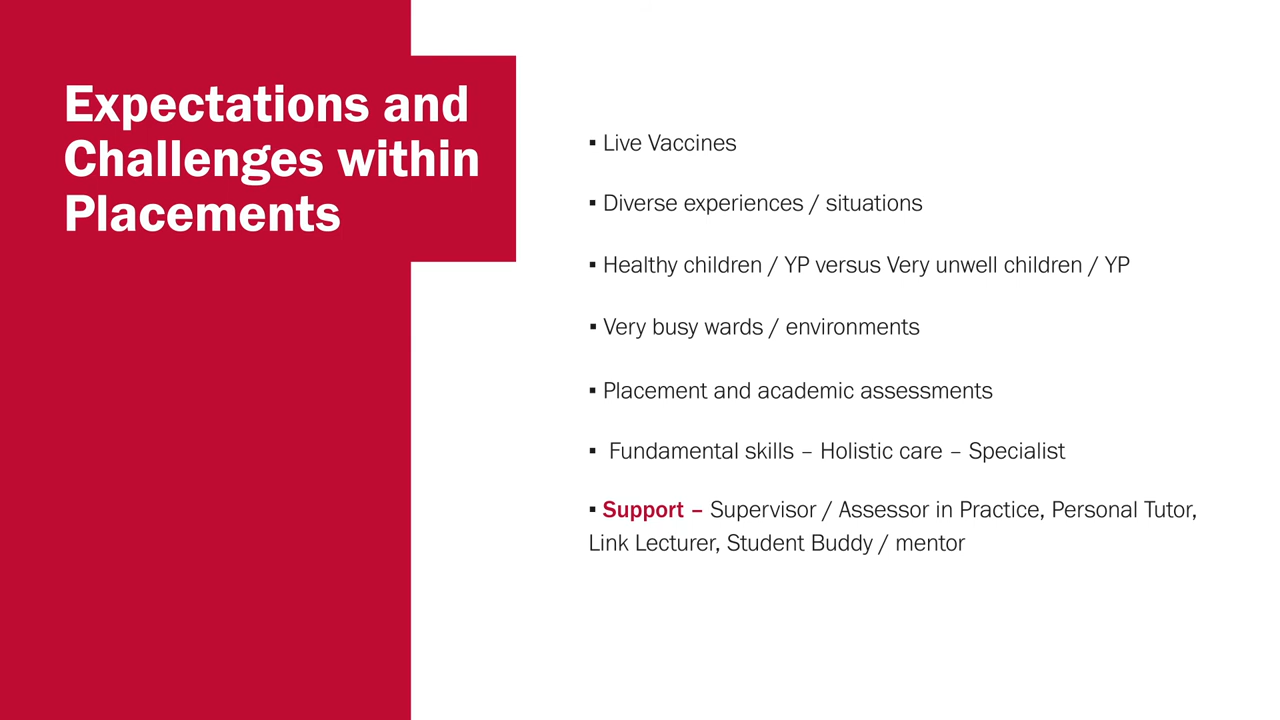 Expectations and
Challenges within
Placements
▪ Live Vaccines
▪ Diverse experiences / situations
▪ Healthy children / YP versus Very unwell children / YP
▪ Very busy wards / environments
▪ Placement and academic assessments
▪ Fundamental skills – Holistic care – Specialist
▪ Support – Supervisor / Assessor in Practice, Personal Tutor,
Link Lecturer, Student Buddy / mentor